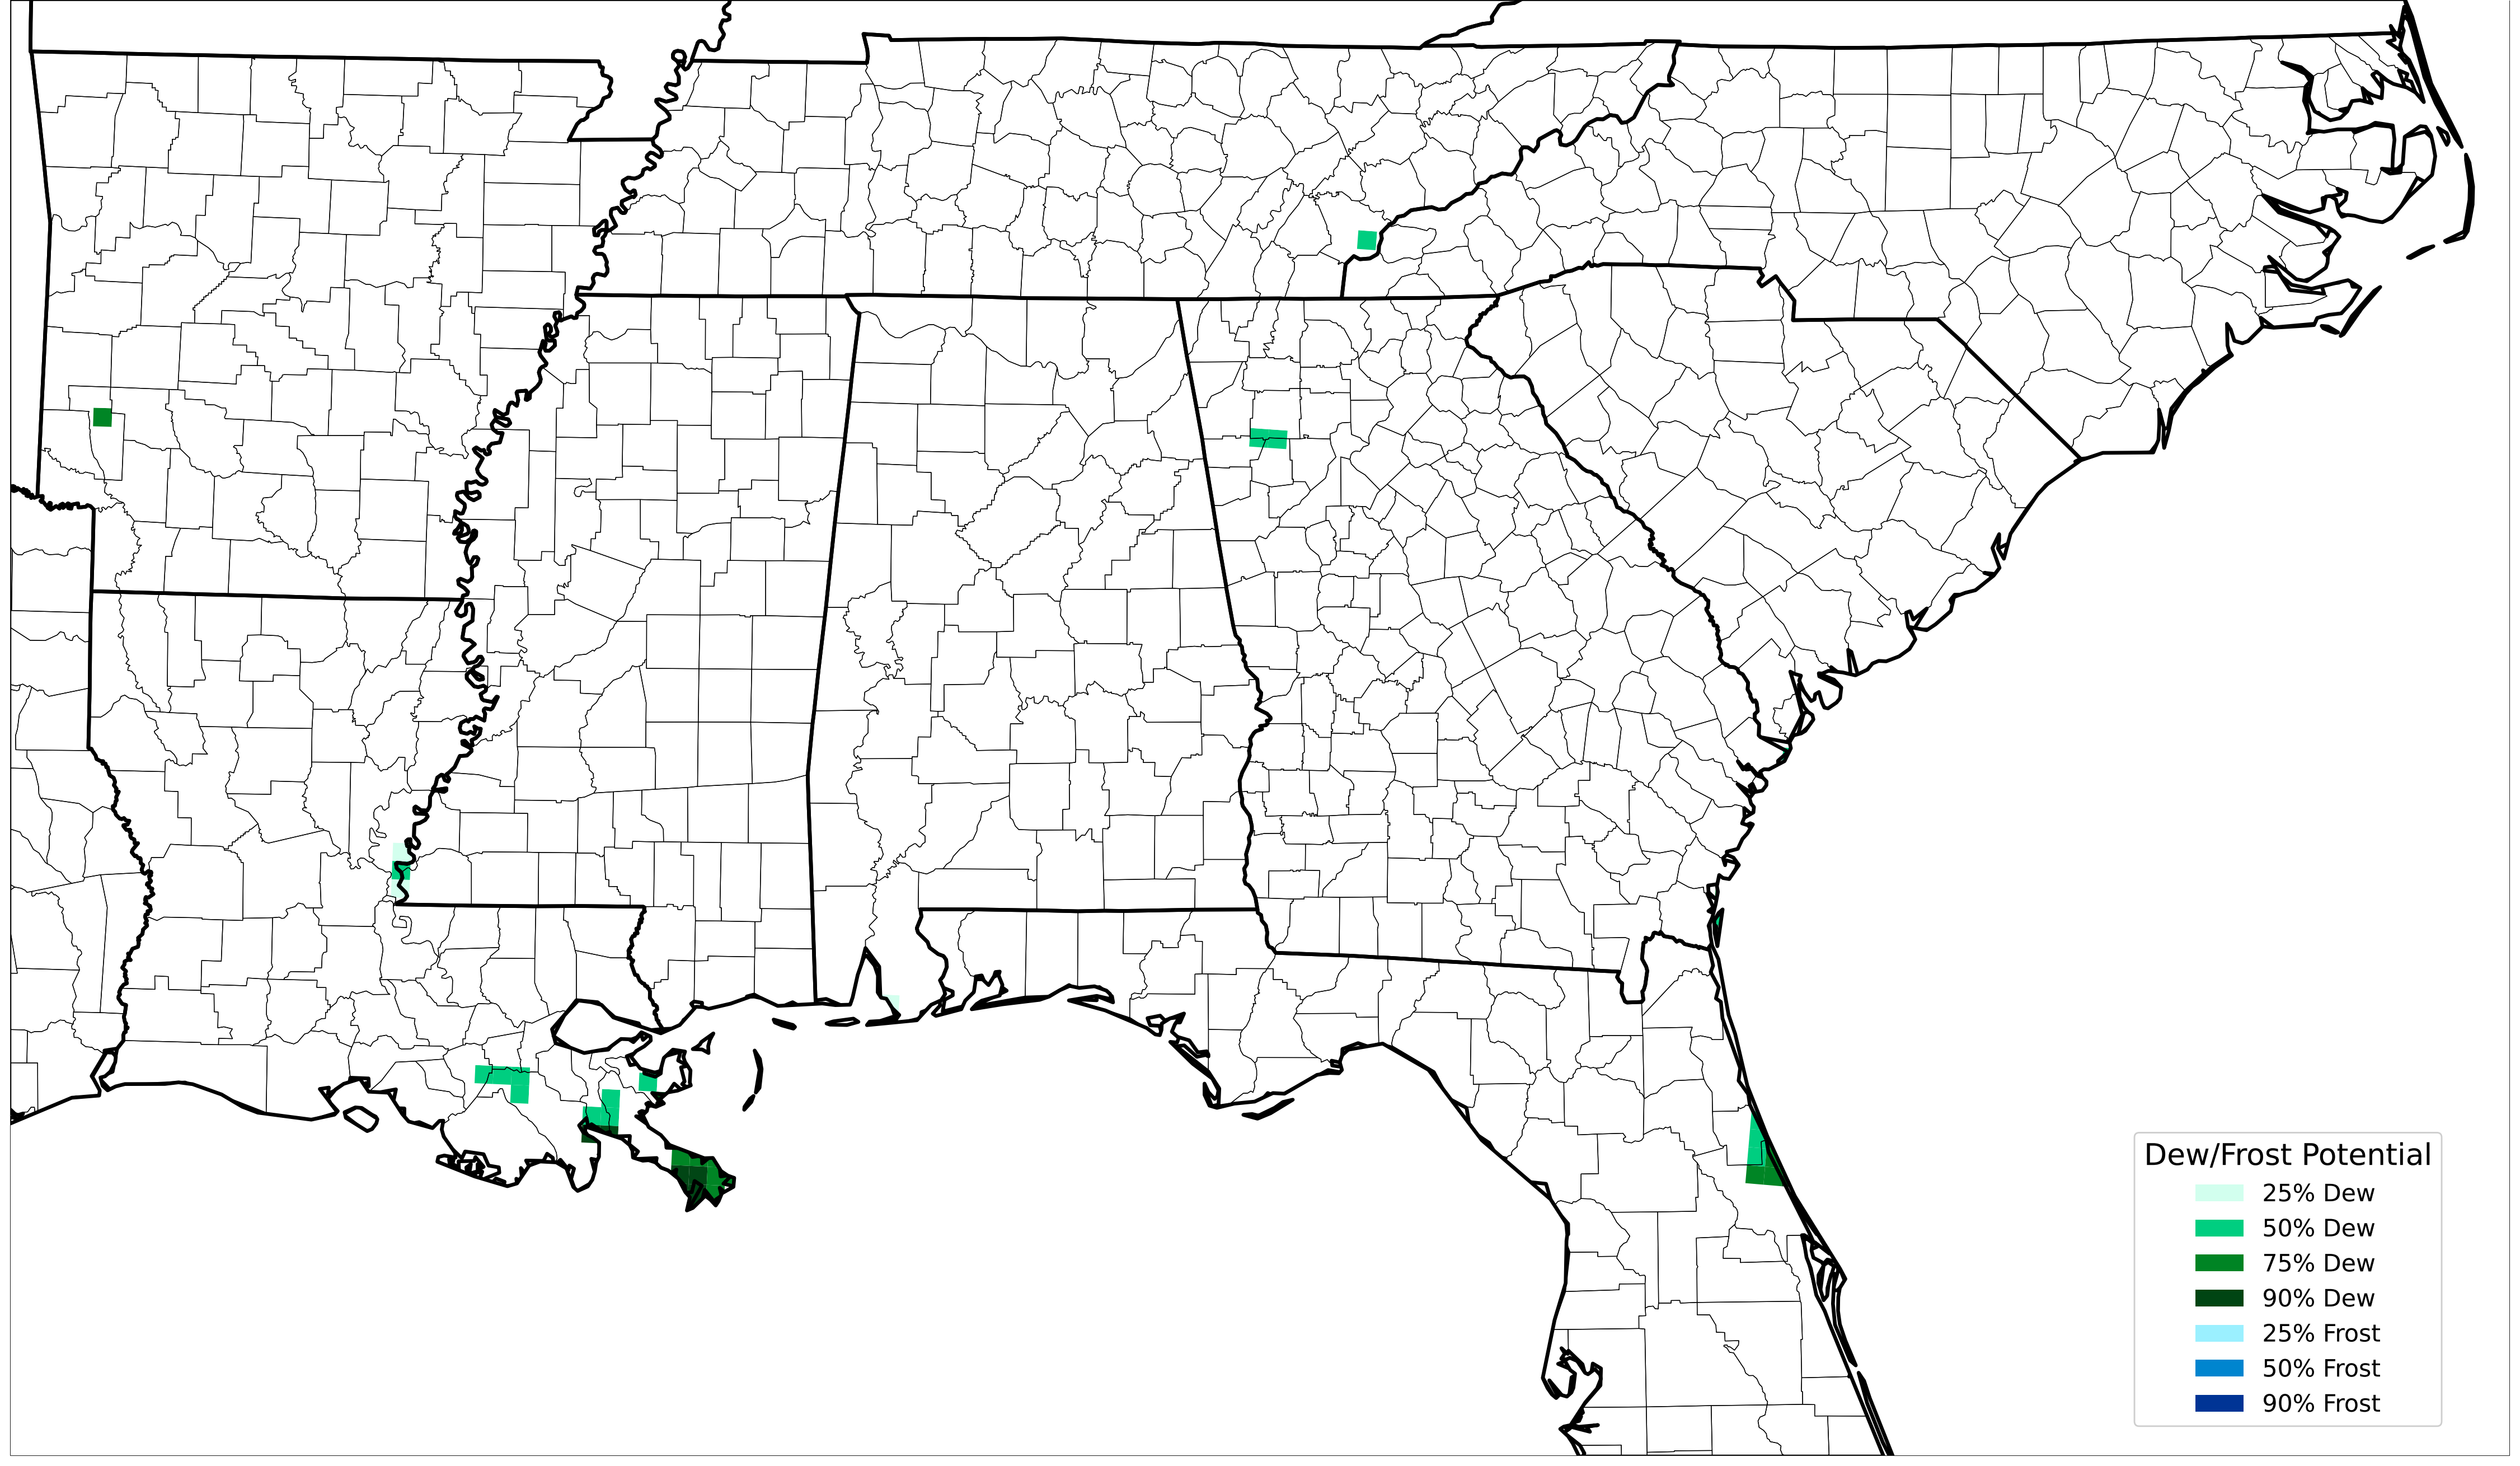 Dew/Frost Potential
25% Dew
50% Dew
75% Dew
90% Dew
25% Frost
50% Frost
90% Frost